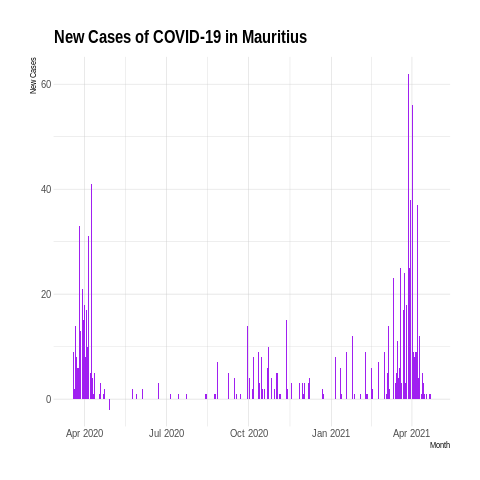 New Cases of COVID-19 in Mauritius
New Cases
60
40
20
0
Apr 2020 Jul 2020 Oct 2020 Jan 2021 Apr 2021
Month